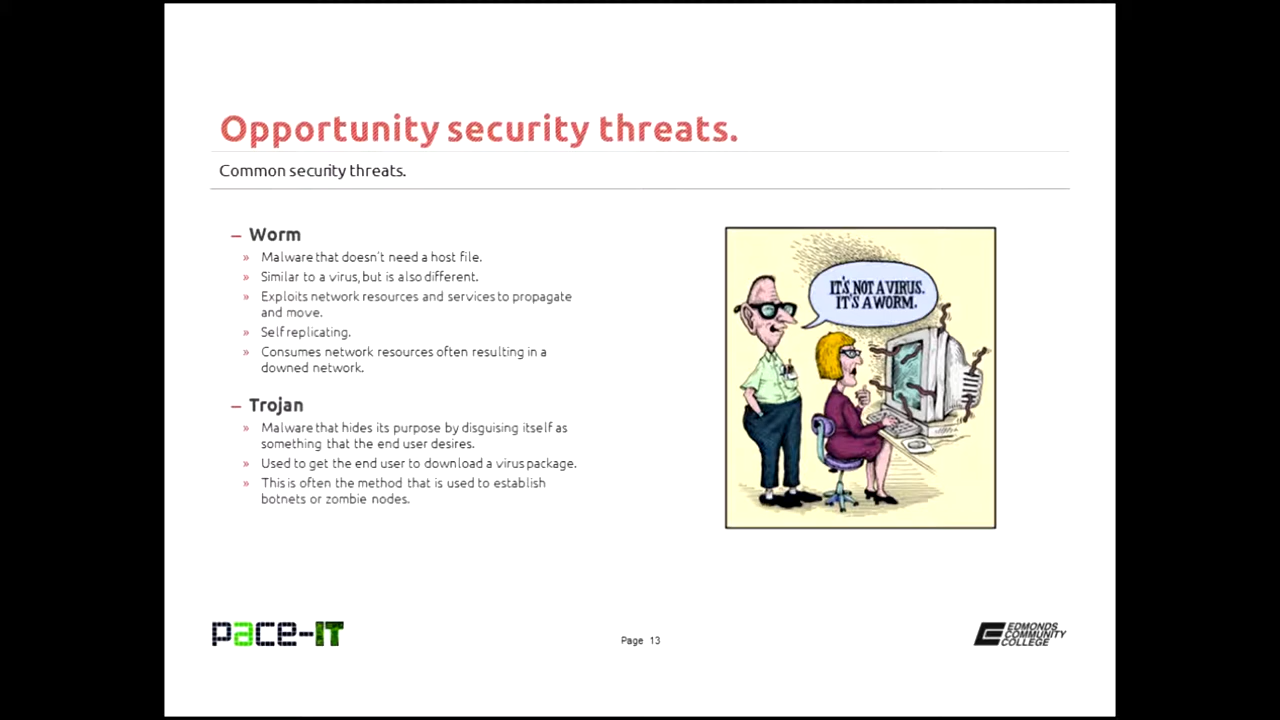 Opportunity security threats.
Common security threats.
– Worm
» Malware that doesn't need a host file.
» Similar to a virus, but is also different.
» Exploits network resources and services to propagate
and move.
» Self replicating.
» Consumes network resources often resulting in a
downed network.
– Trojan
» Malware that hides its purpose by disguising itself as
something that the end user desires.
» Used to get the end user to download a virus package.
» This is often the method that is used to establish
botnets or zombie nodes.
IT'S NOT A VIRUS.
IT'S A WORM.
pace-IT
Page 13
EDMONDS
COMMUNITY
COLLEGE